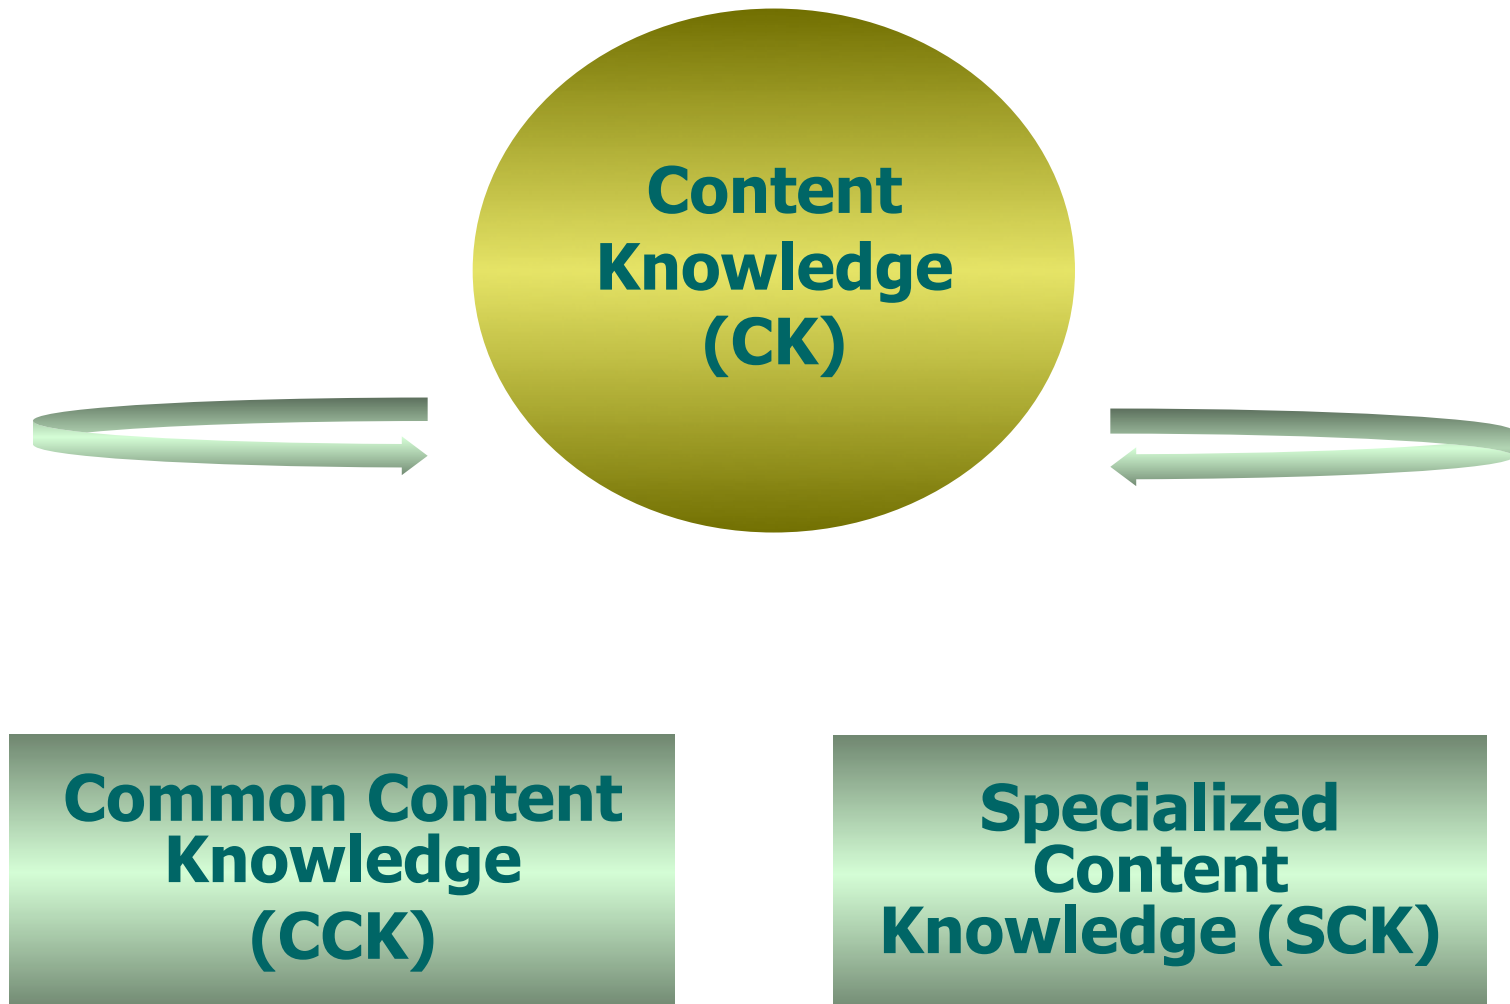 Content
Knowledge
(CK)
Common Content
Knowledge
(CCK)
Specialized
Content
Knowledge (SCK)